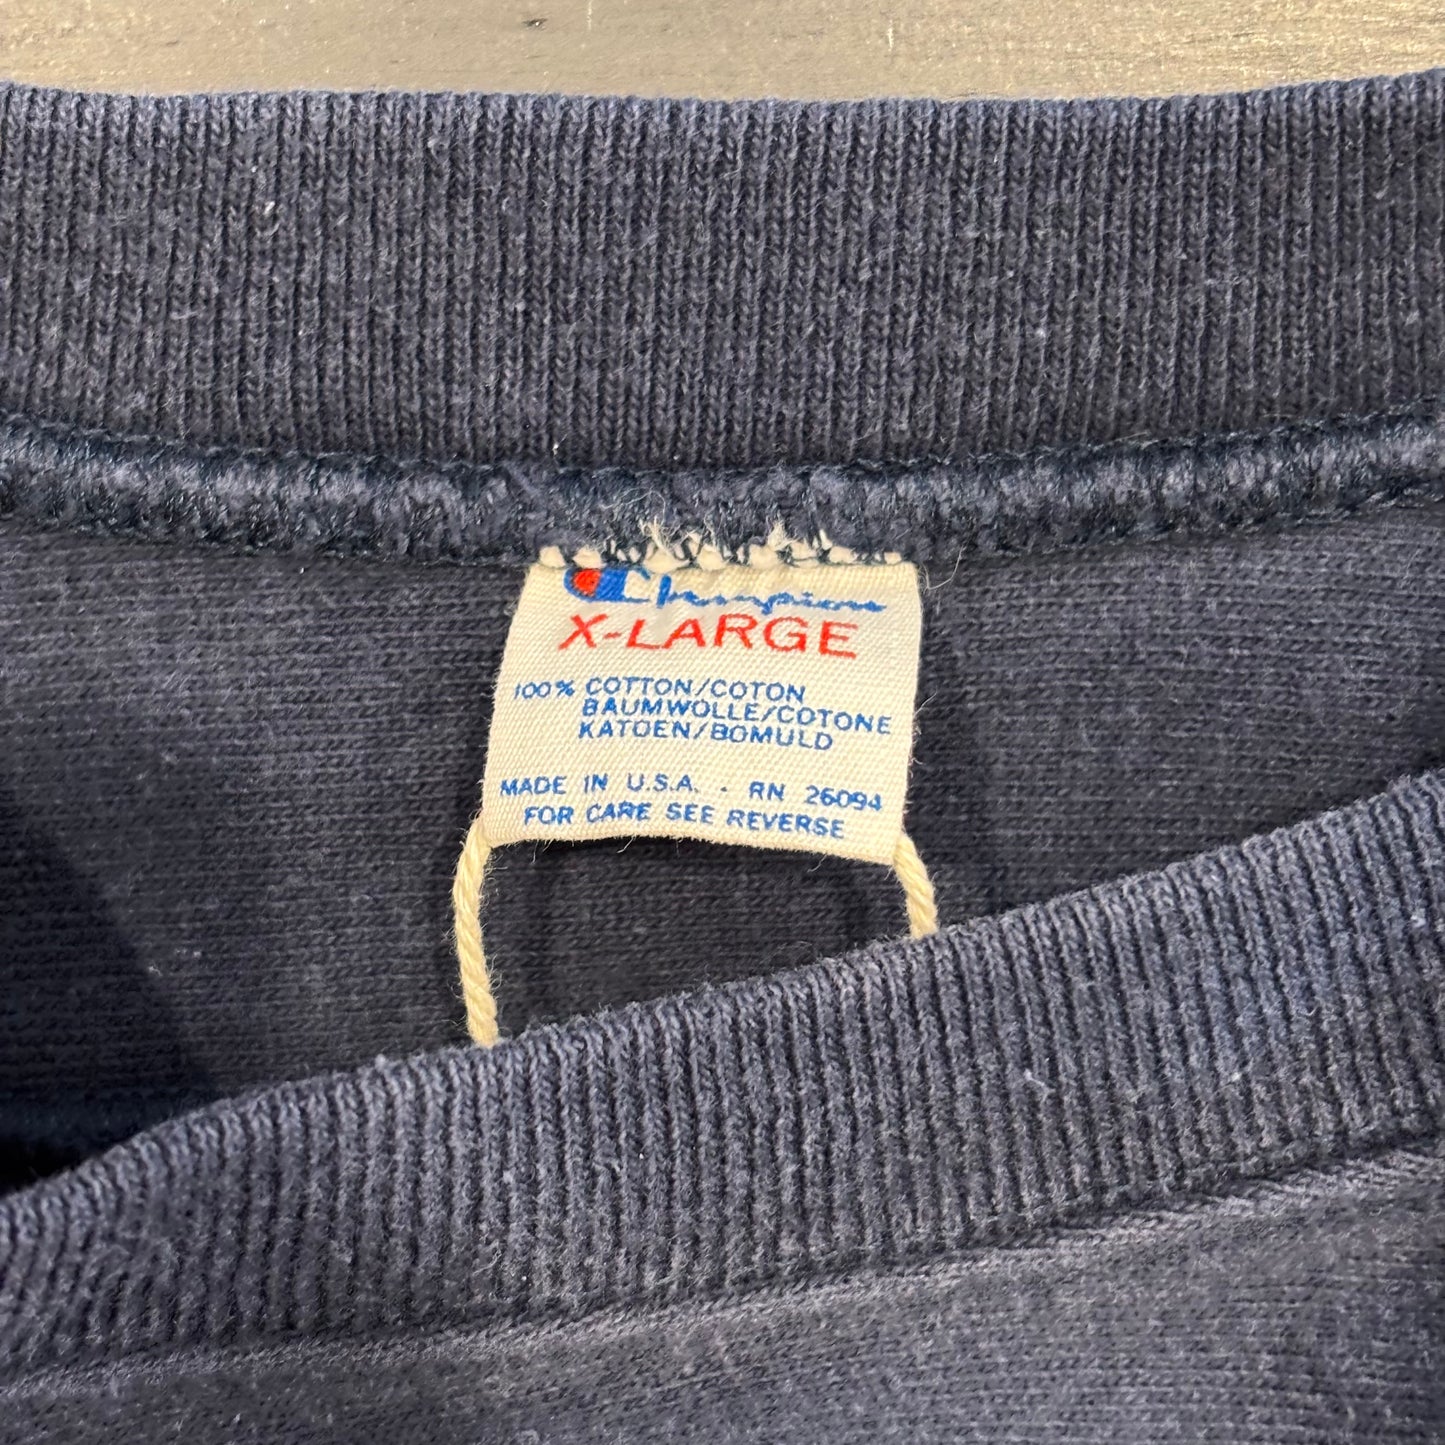 Champion
X-LARGE
100% COTTON/COTON
BAUMWOLLE/COTONE
KATOEN/BOMULD
MADE IN U.S.A. · RN 26094
FOR CARE SEE REVERSE